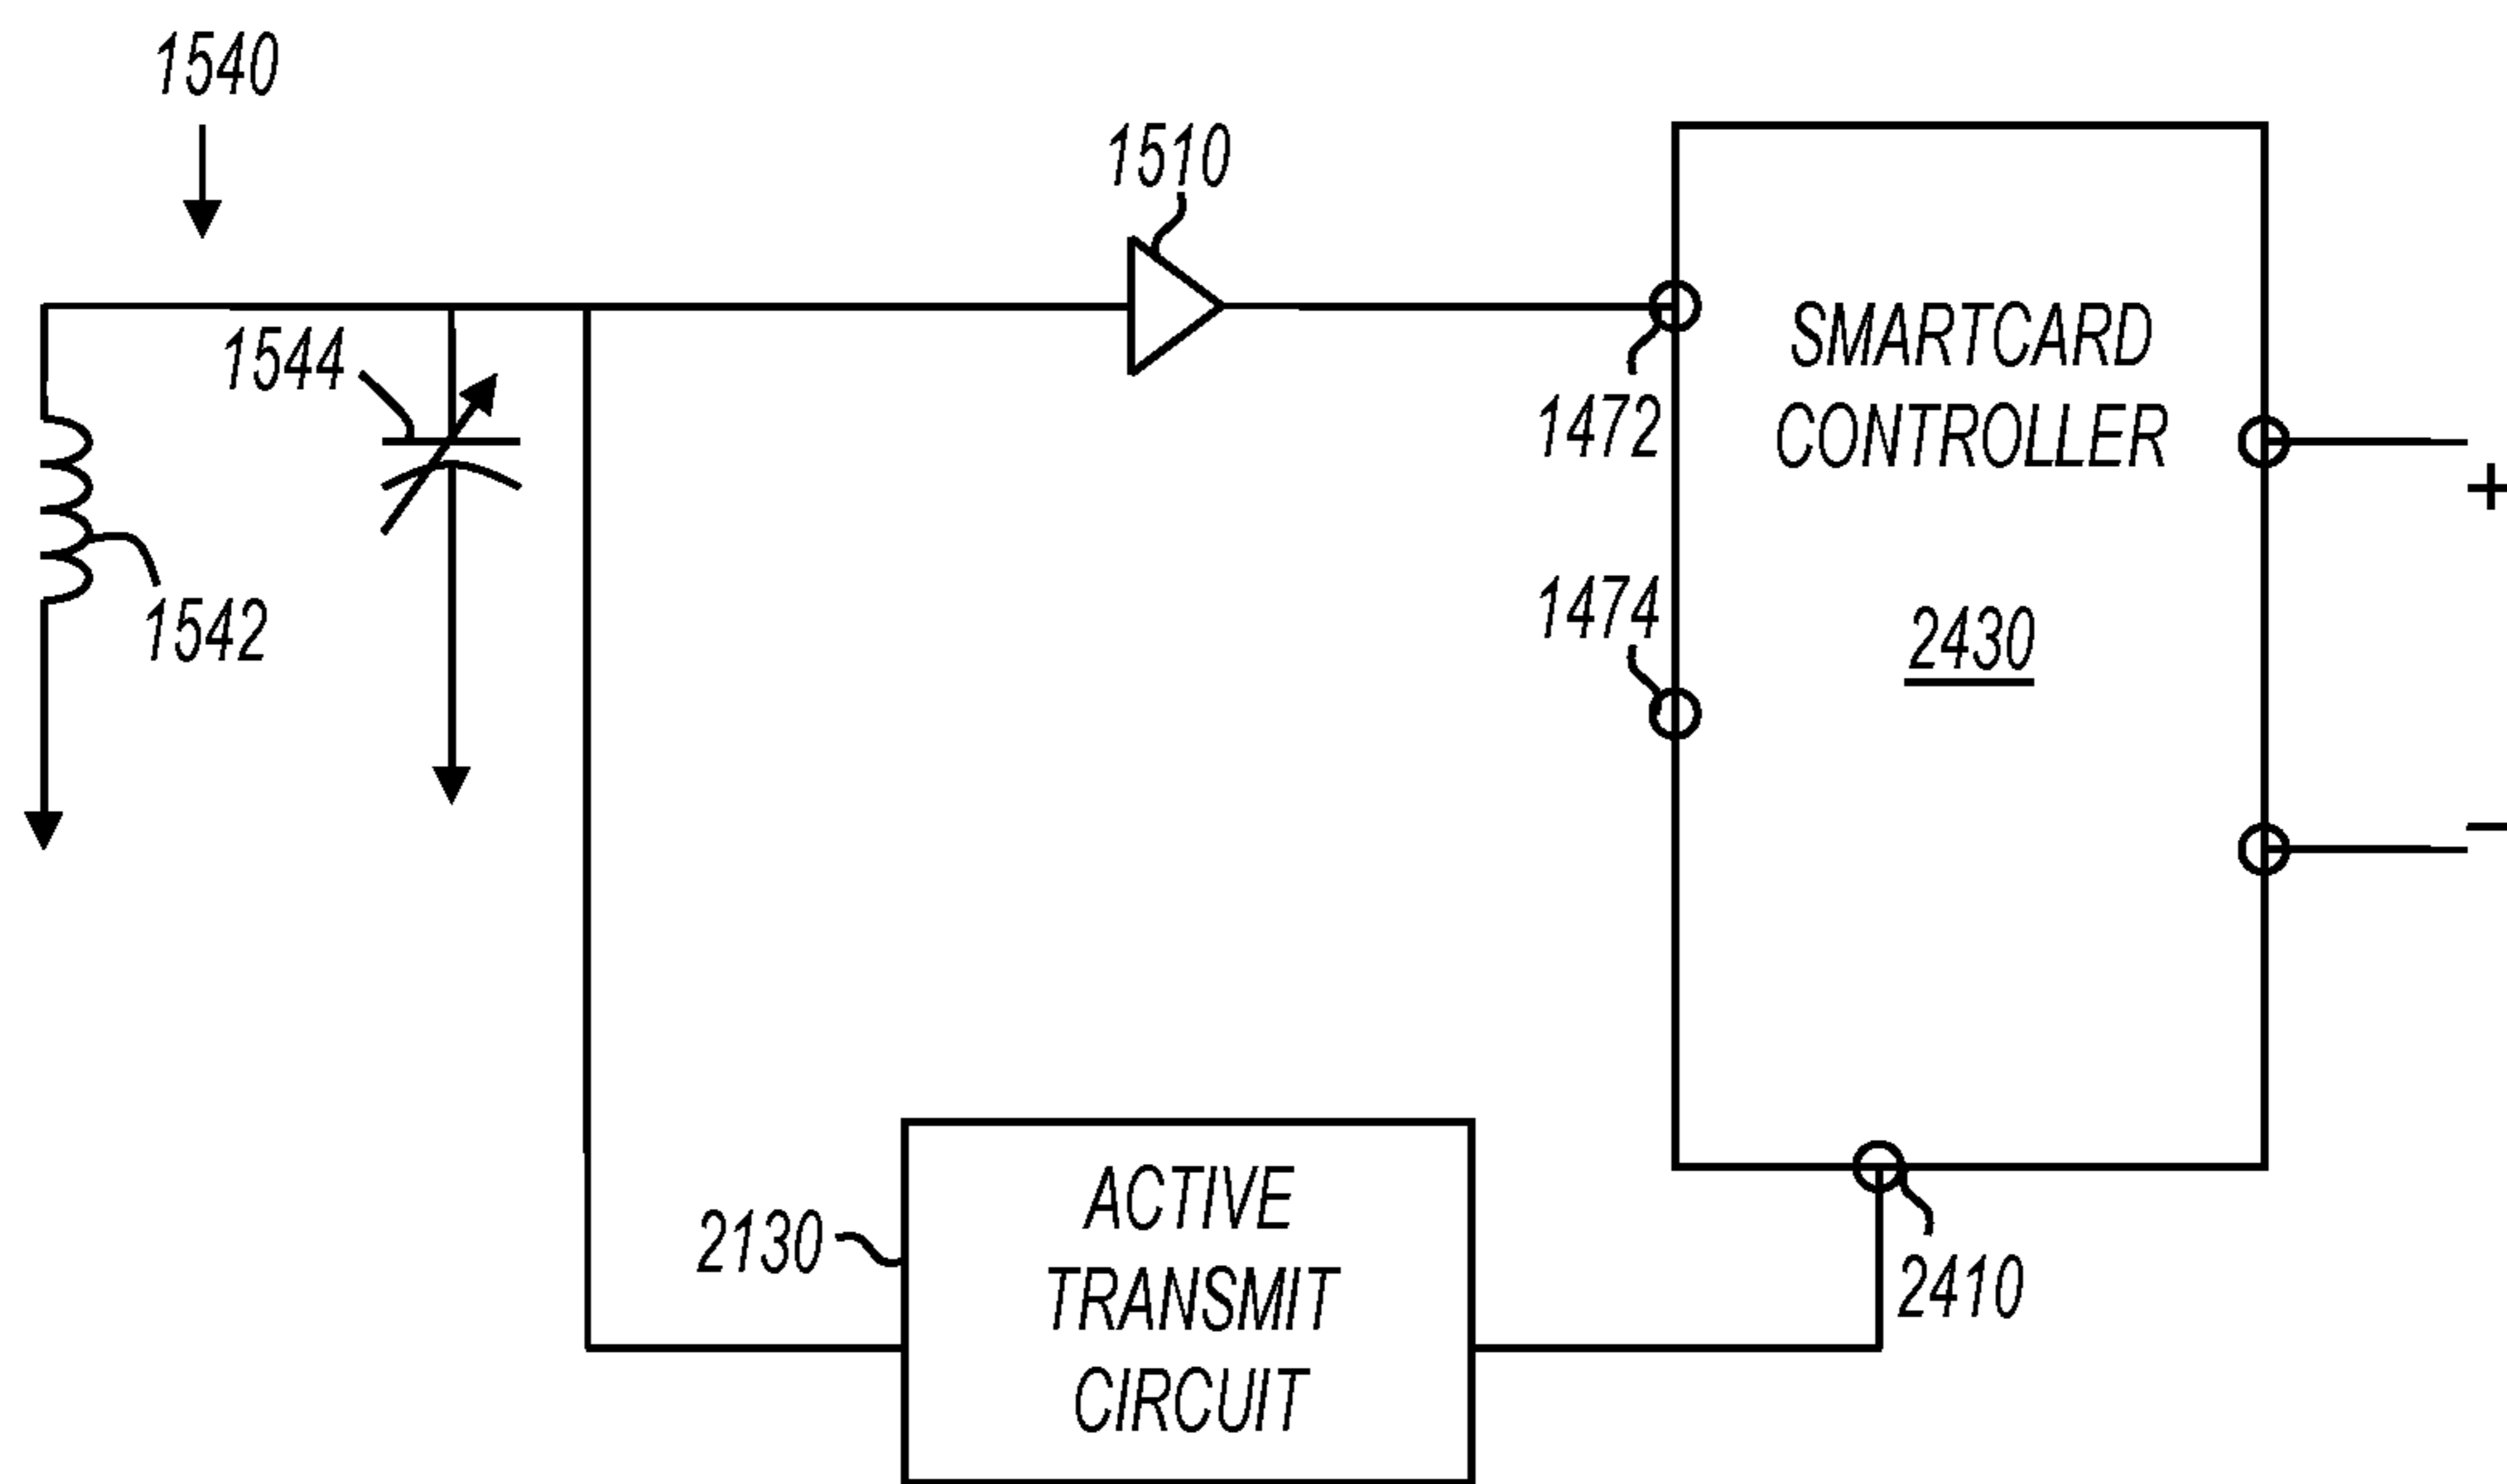 1540
1510
1544
1472
SMARTCARD
CONTROLLER
+
1542
1474
2430
–
2130
ACTIVE
TRANSMIT
CIRCUIT
2410